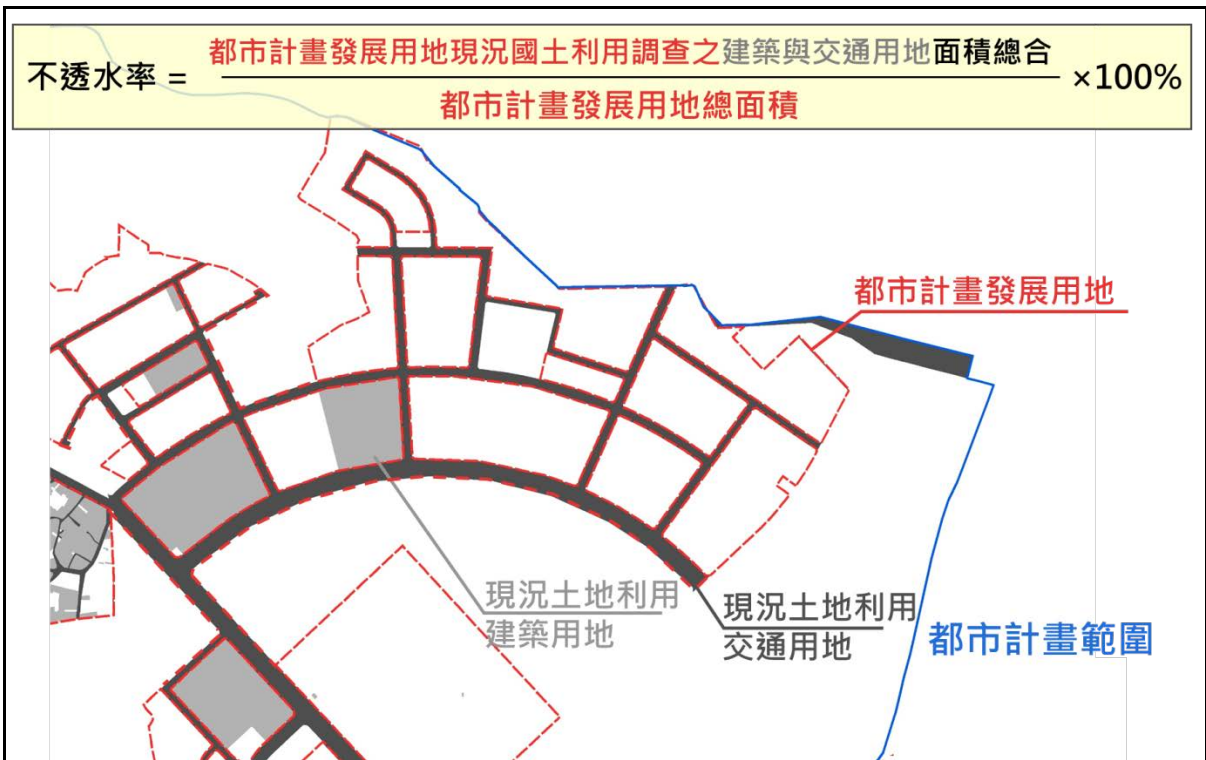 都市計畫發展用地現況國土利用調查之建築與交通用地面積總合
不透水率 = ×100%
都市計畫發展用地總面積
都市計畫發展用地
現況土地利用
建築用地
現況土地利用
交通用地
都市計畫範圍